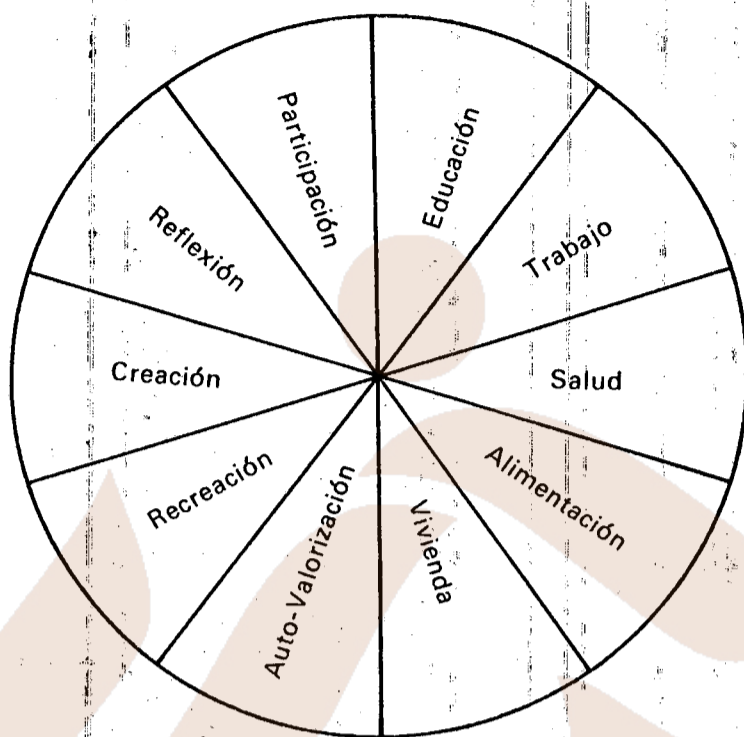 Participación
Educación
Trabajo
Salud
Alimentación
Vivienda
Auto-Valorización
Recreación
Creación
Reflexión